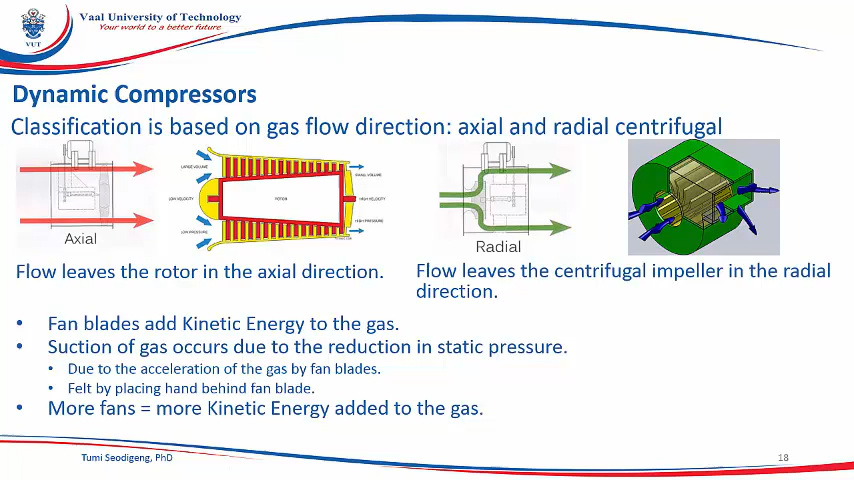 Vaal University of Technology
Your world to a better future
VUT
Dynamic Compressors
Classification is based on gas flow direction: axial and radial centrifugal
LARGE VOLUME
SMALL VOLUME
LOW VELOCITY
ROTOR
HIGH VELOCITY
LOW PRESSURE
HIGH PRESSURE
Axial
Radial
Flow leaves the rotor in the axial direction.
Flow leaves the centrifugal impeller in the radial
direction.
• Fan blades add Kinetic Energy to the gas.
• Suction of gas occurs due to the reduction in static pressure.
• Due to the acceleration of the gas by fan blades.
• Felt by placing hand behind fan blade.
• More fans = more Kinetic Energy added to the gas.
Tumi Seodigeng, PhD
18